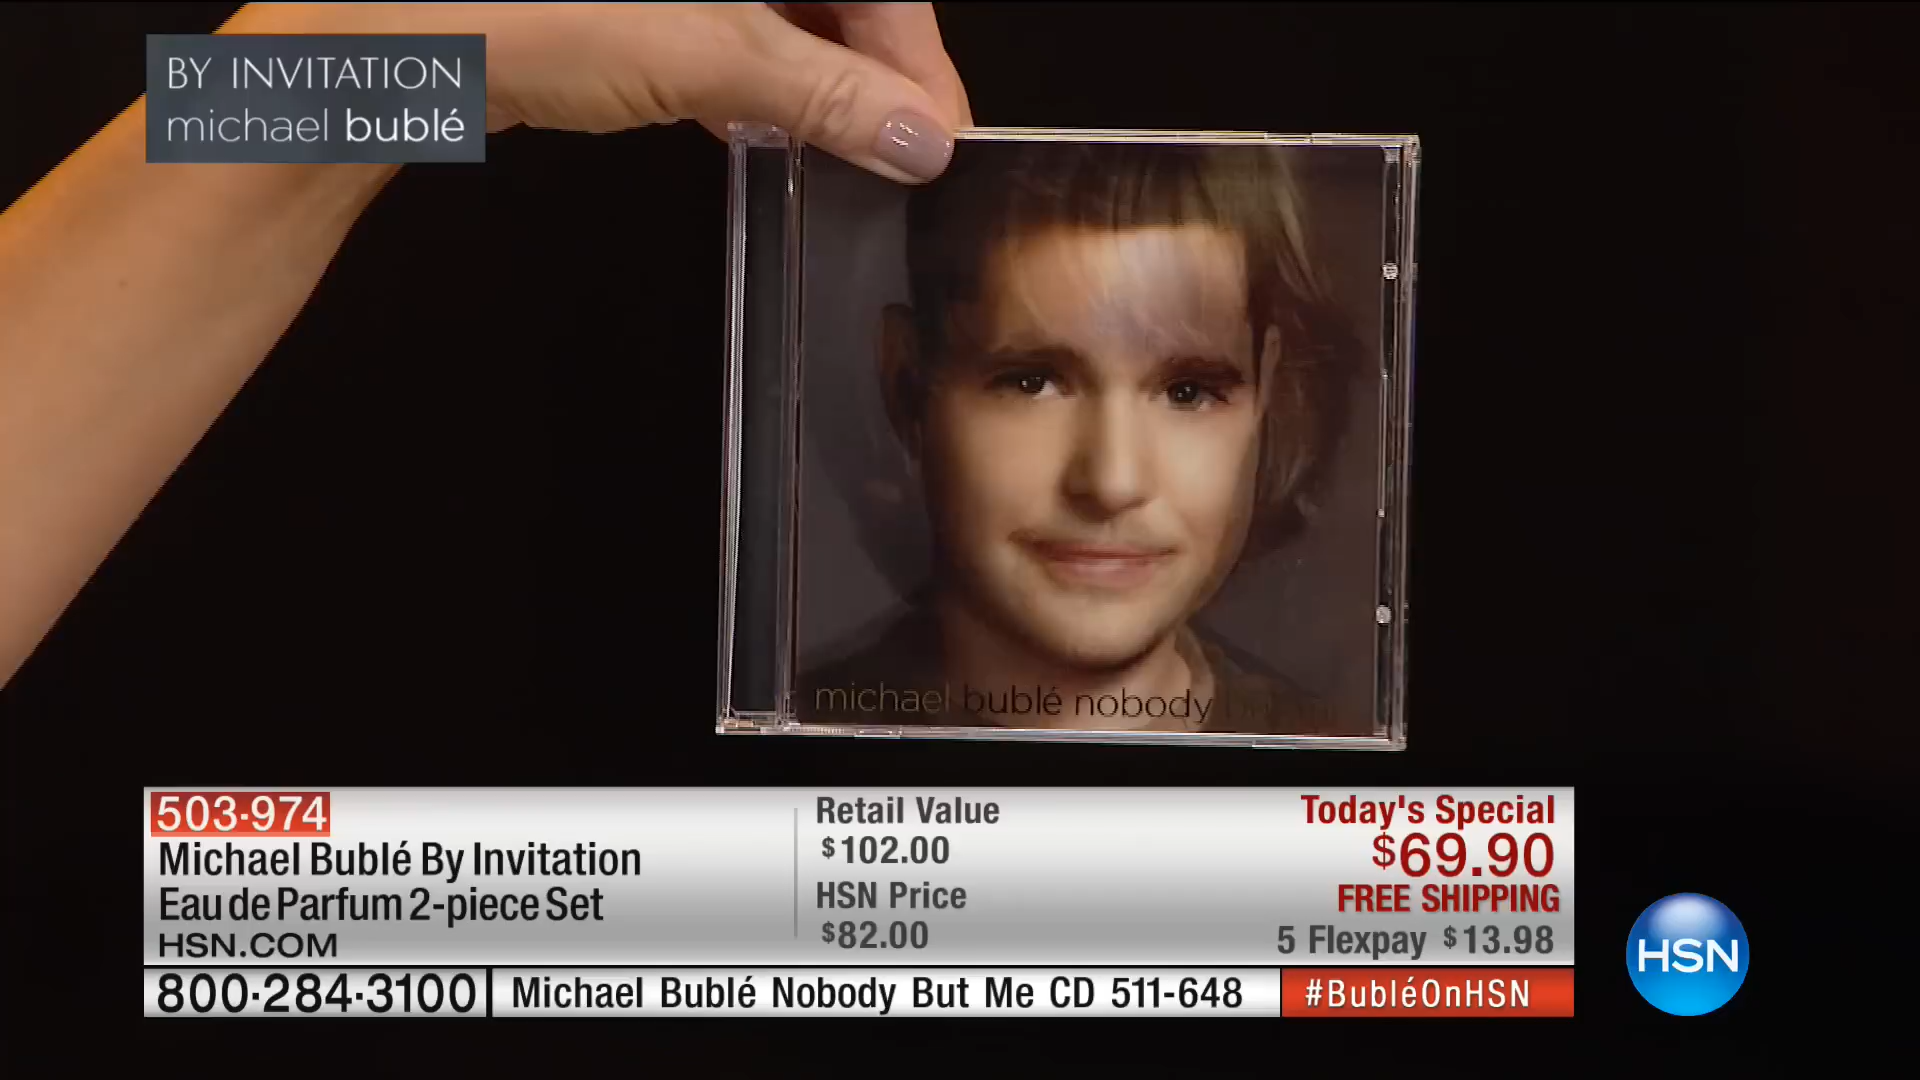 BY INVITATION
michael bublé
michael bublé nobody
503·974
Michael Bublé By Invitation
Eau de Parfum 2-piece Set
HSN.COM
Retail Value
$102.00
HSN Price
$82.00
Today's Special
$69.90
FREE SHIPPING
5 Flexpay $13.98
HSN
800·284·3100
Michael Bublé Nobody But Me CD 511-648
#BubléOnHSN